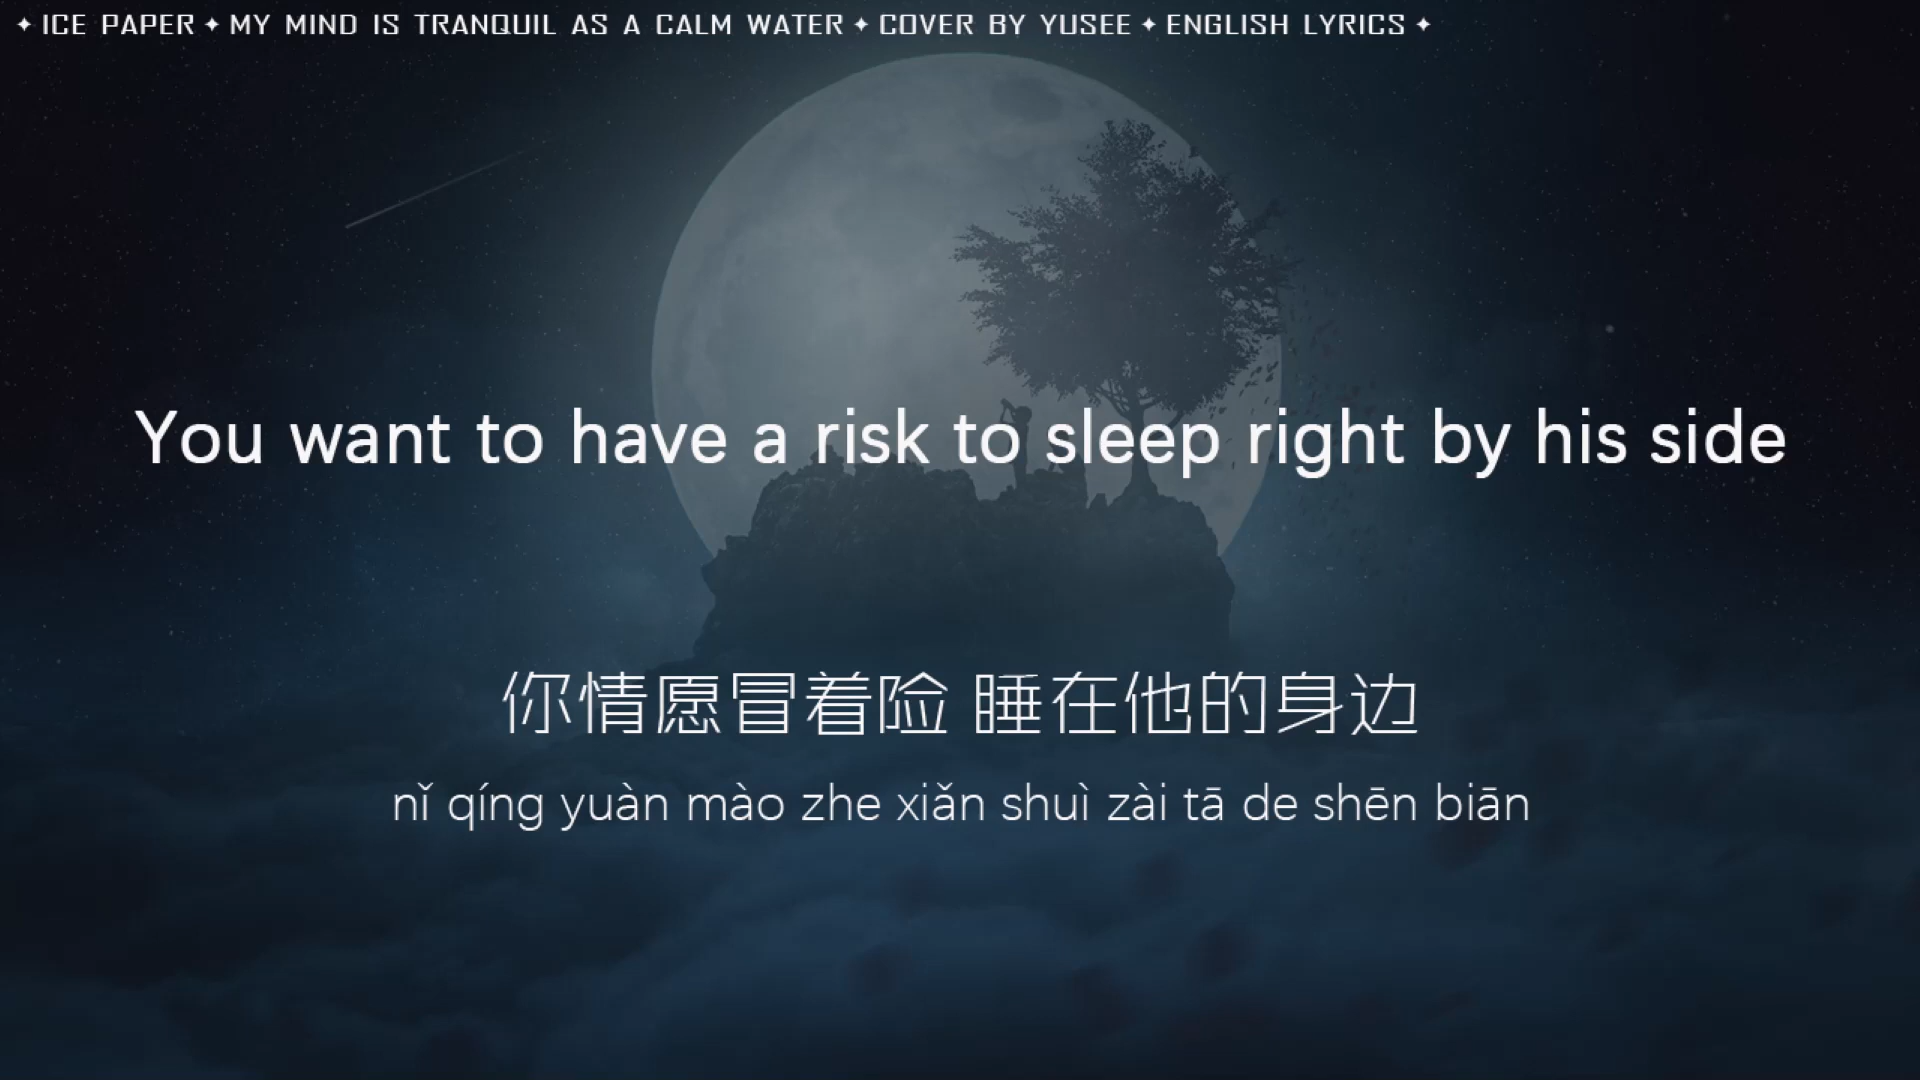 ✦ ICE PAPER ✦ MY MIND IS TRANQUIL AS A CALM WATER ✦ COVER BY YUSEE ✦ ENGLISH LYRICS ✦
You want to have a risk to sleep right by his side
你情愿冒着险 睡在他的身边
nǐ qíng yuàn mào zhe xiǎn shuì zài tā de shēn biān